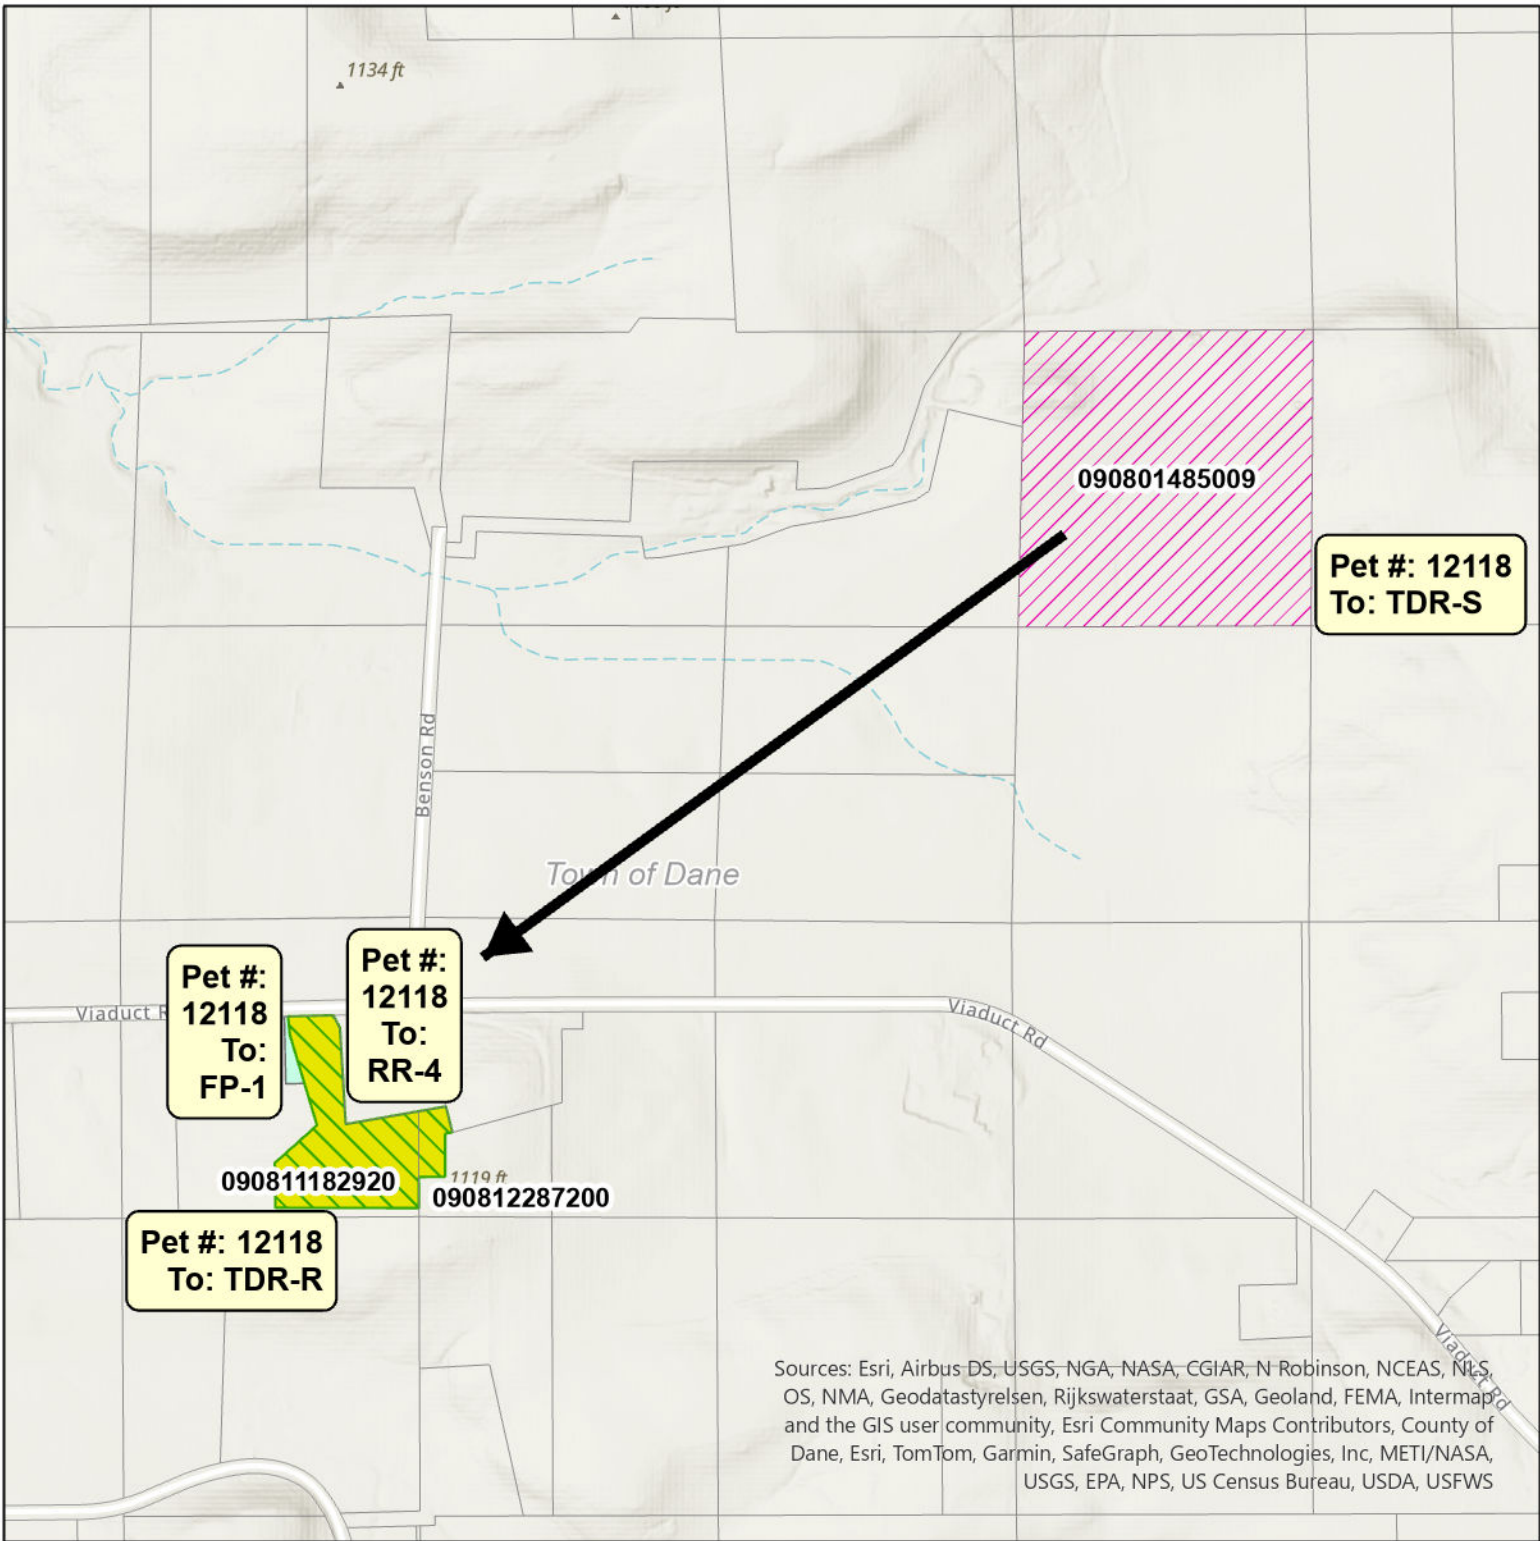 1134 ft
090801485009
Pet #: 12118
To: TDR-S
Benson Rd
Town of Dane
Pet #:
12118
To:
FP-1
Pet #:
12118
To:
RR-4
Viaduct R
Viaduct Rd
090811182920
1119 ft
090812287200
Pet #: 12118
To: TDR-R
Viaduct Rd
Sources: Esri, Airbus DS, USGS, NGA, NASA, CGIAR, N Robinson, NCEAS, NLS,
OS, NMA, Geodatastyrelsen, Rijkswaterstaat, GSA, Geoland, FEMA, Intermap
and the GIS user community, Esri Community Maps Contributors, County of
Dane, Esri, TomTom, Garmin, SafeGraph, GeoTechnologies, Inc, METI/NASA,
USGS, EPA, NPS, US Census Bureau, USDA, USFWS